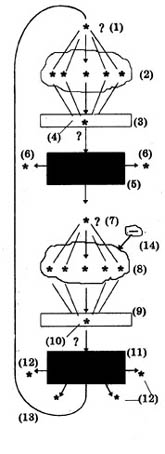 * ? (1)
* * * * * (2)
(3)
(4) *
?
(6) (6)
* *
(5)
* ? (7)
(14)
* * * * * (8)
(9)
(10) *
?
(11)
(12) * *
* * (12)
(13)